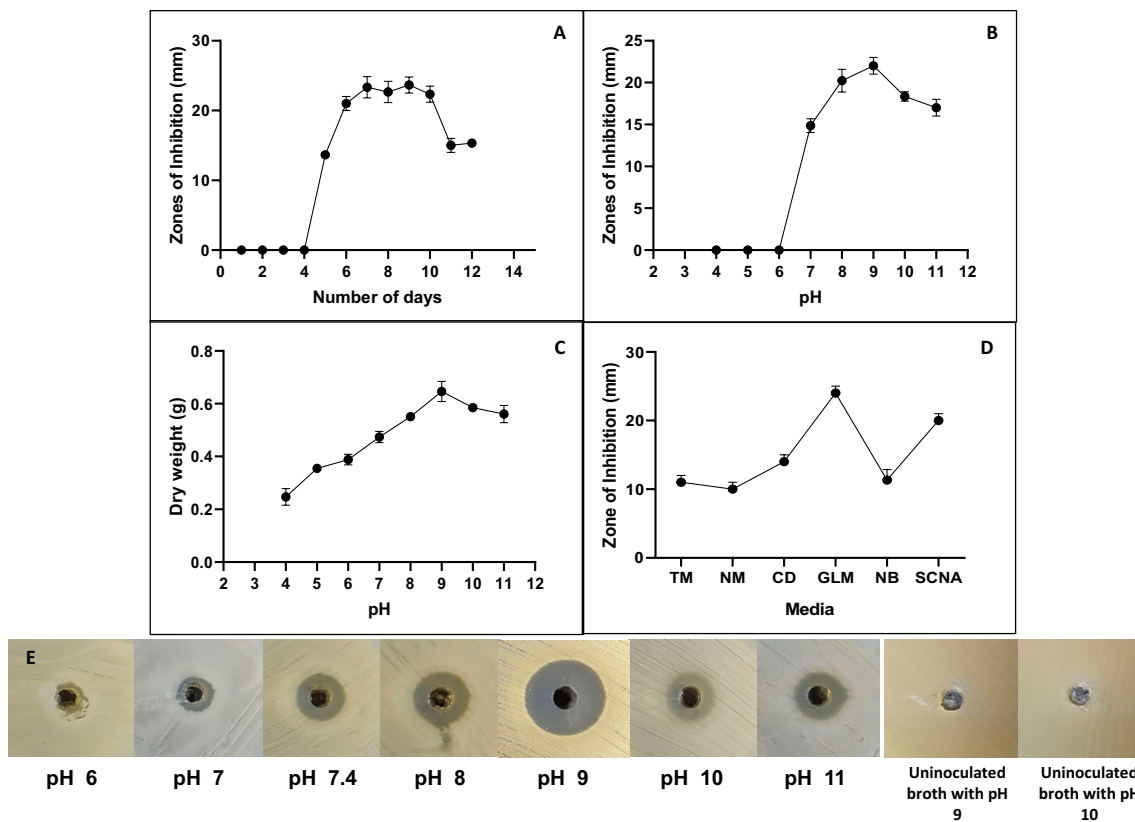 A
Zones of Inhibition (mm)
30
20
10
0
0 2 4 6 8 10 12 14
Number of days
B
Zones of Inhibition (mm)
25
20
15
10
5
0
2 3 4 5 6 7 8 9 10 11 12
pH
C
Dry weight (g)
0.8
0.6
0.4
0.2
0.0
2 3 4 5 6 7 8 9 10 11 12
pH
D
Zone of Inhibition (mm)
30
20
10
0
TM NM CD GLM NB SCNA
Media
E
pH 6 pH 7 pH 7.4 pH 8 pH 9 pH 10 pH 11
Uninoculated
broth with pH
9
Uninoculated
broth with pH
10